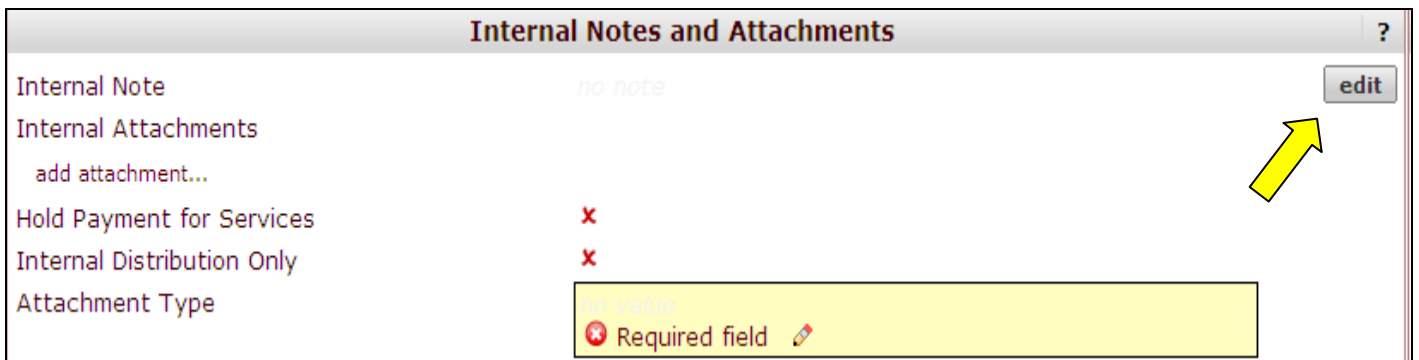 Internal Notes and Attachments ?
Internal Note no note edit
Internal Attachments
add attachment...
Hold Payment for Services
Internal Distribution Only
Attachment Type no value
Required field